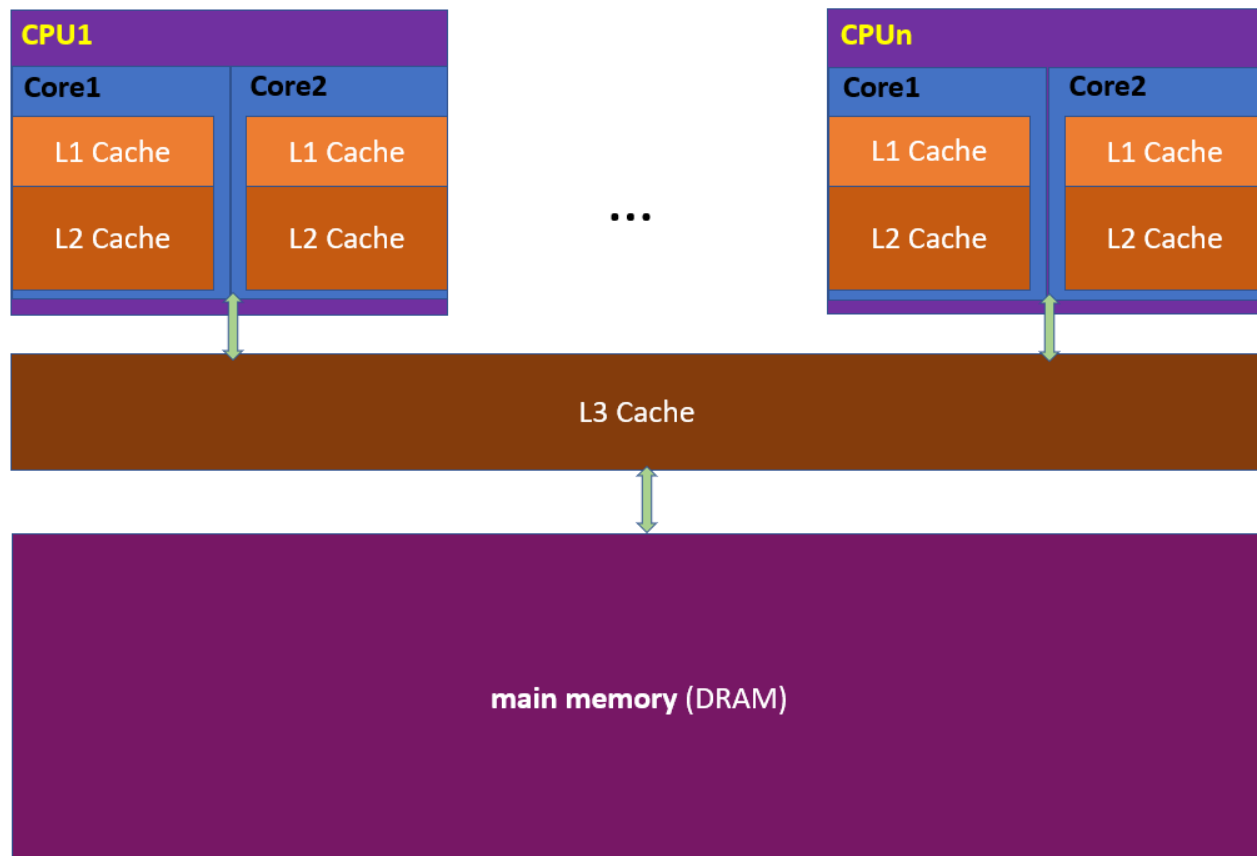 CPU1
CPUn
Core1
Core2
Core1
Core2
L1 Cache
L1 Cache
L1 Cache
L1 Cache
L2 Cache
L2 Cache
...
L2 Cache
L2 Cache
L3 Cache
main memory (DRAM)